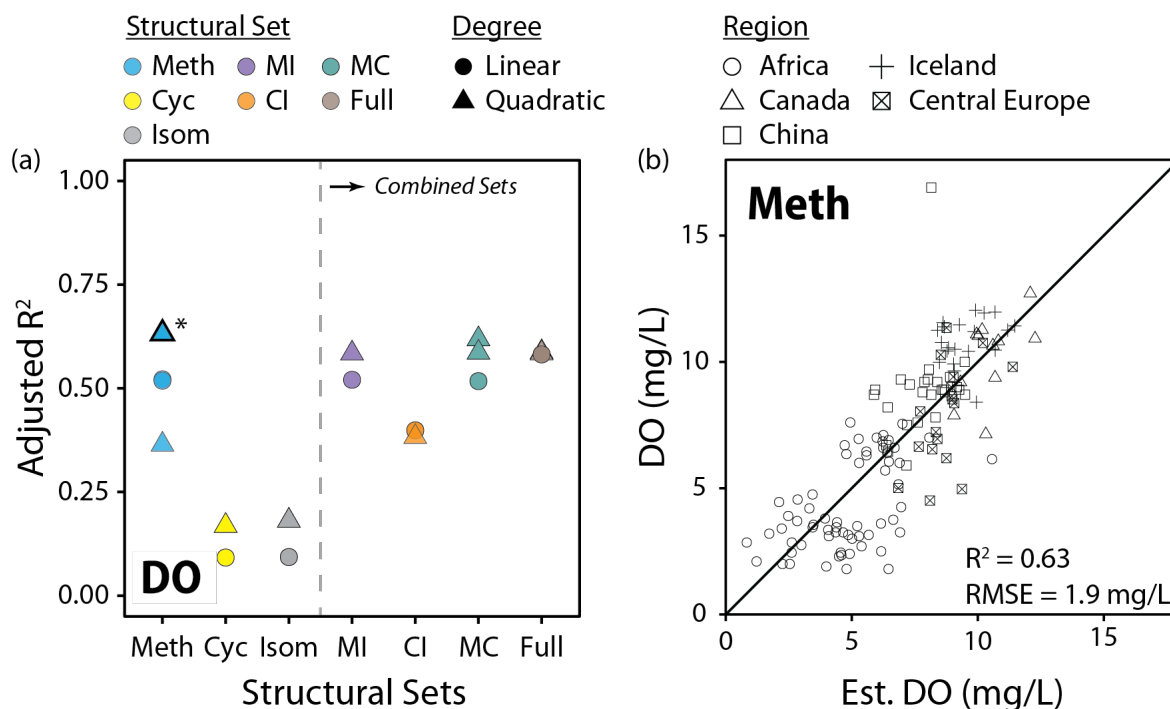 Structural Set
Degree
Region
Meth
MI
MC
Linear
Africa
Iceland
Cyc
CI
Full
Quadratic
Canada
Central Europe
Isom
China
(a)
1.00
0.75
0.50
0.25
0.00
Adjusted R²
→ Combined Sets
*
DO
Meth Cyc Isom MI CI MC Full
Structural Sets
(b)
15
10
5
0
DO (mg/L)
Meth
R² = 0.63
RMSE = 1.9 mg/L
0 5 10 15
Est. DO (mg/L)